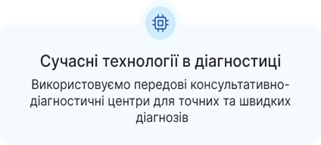 Сучасні технології в діагностиці
Використовуємо передові консультативно-
діагностичні центри для точних та швидких
діагнозів